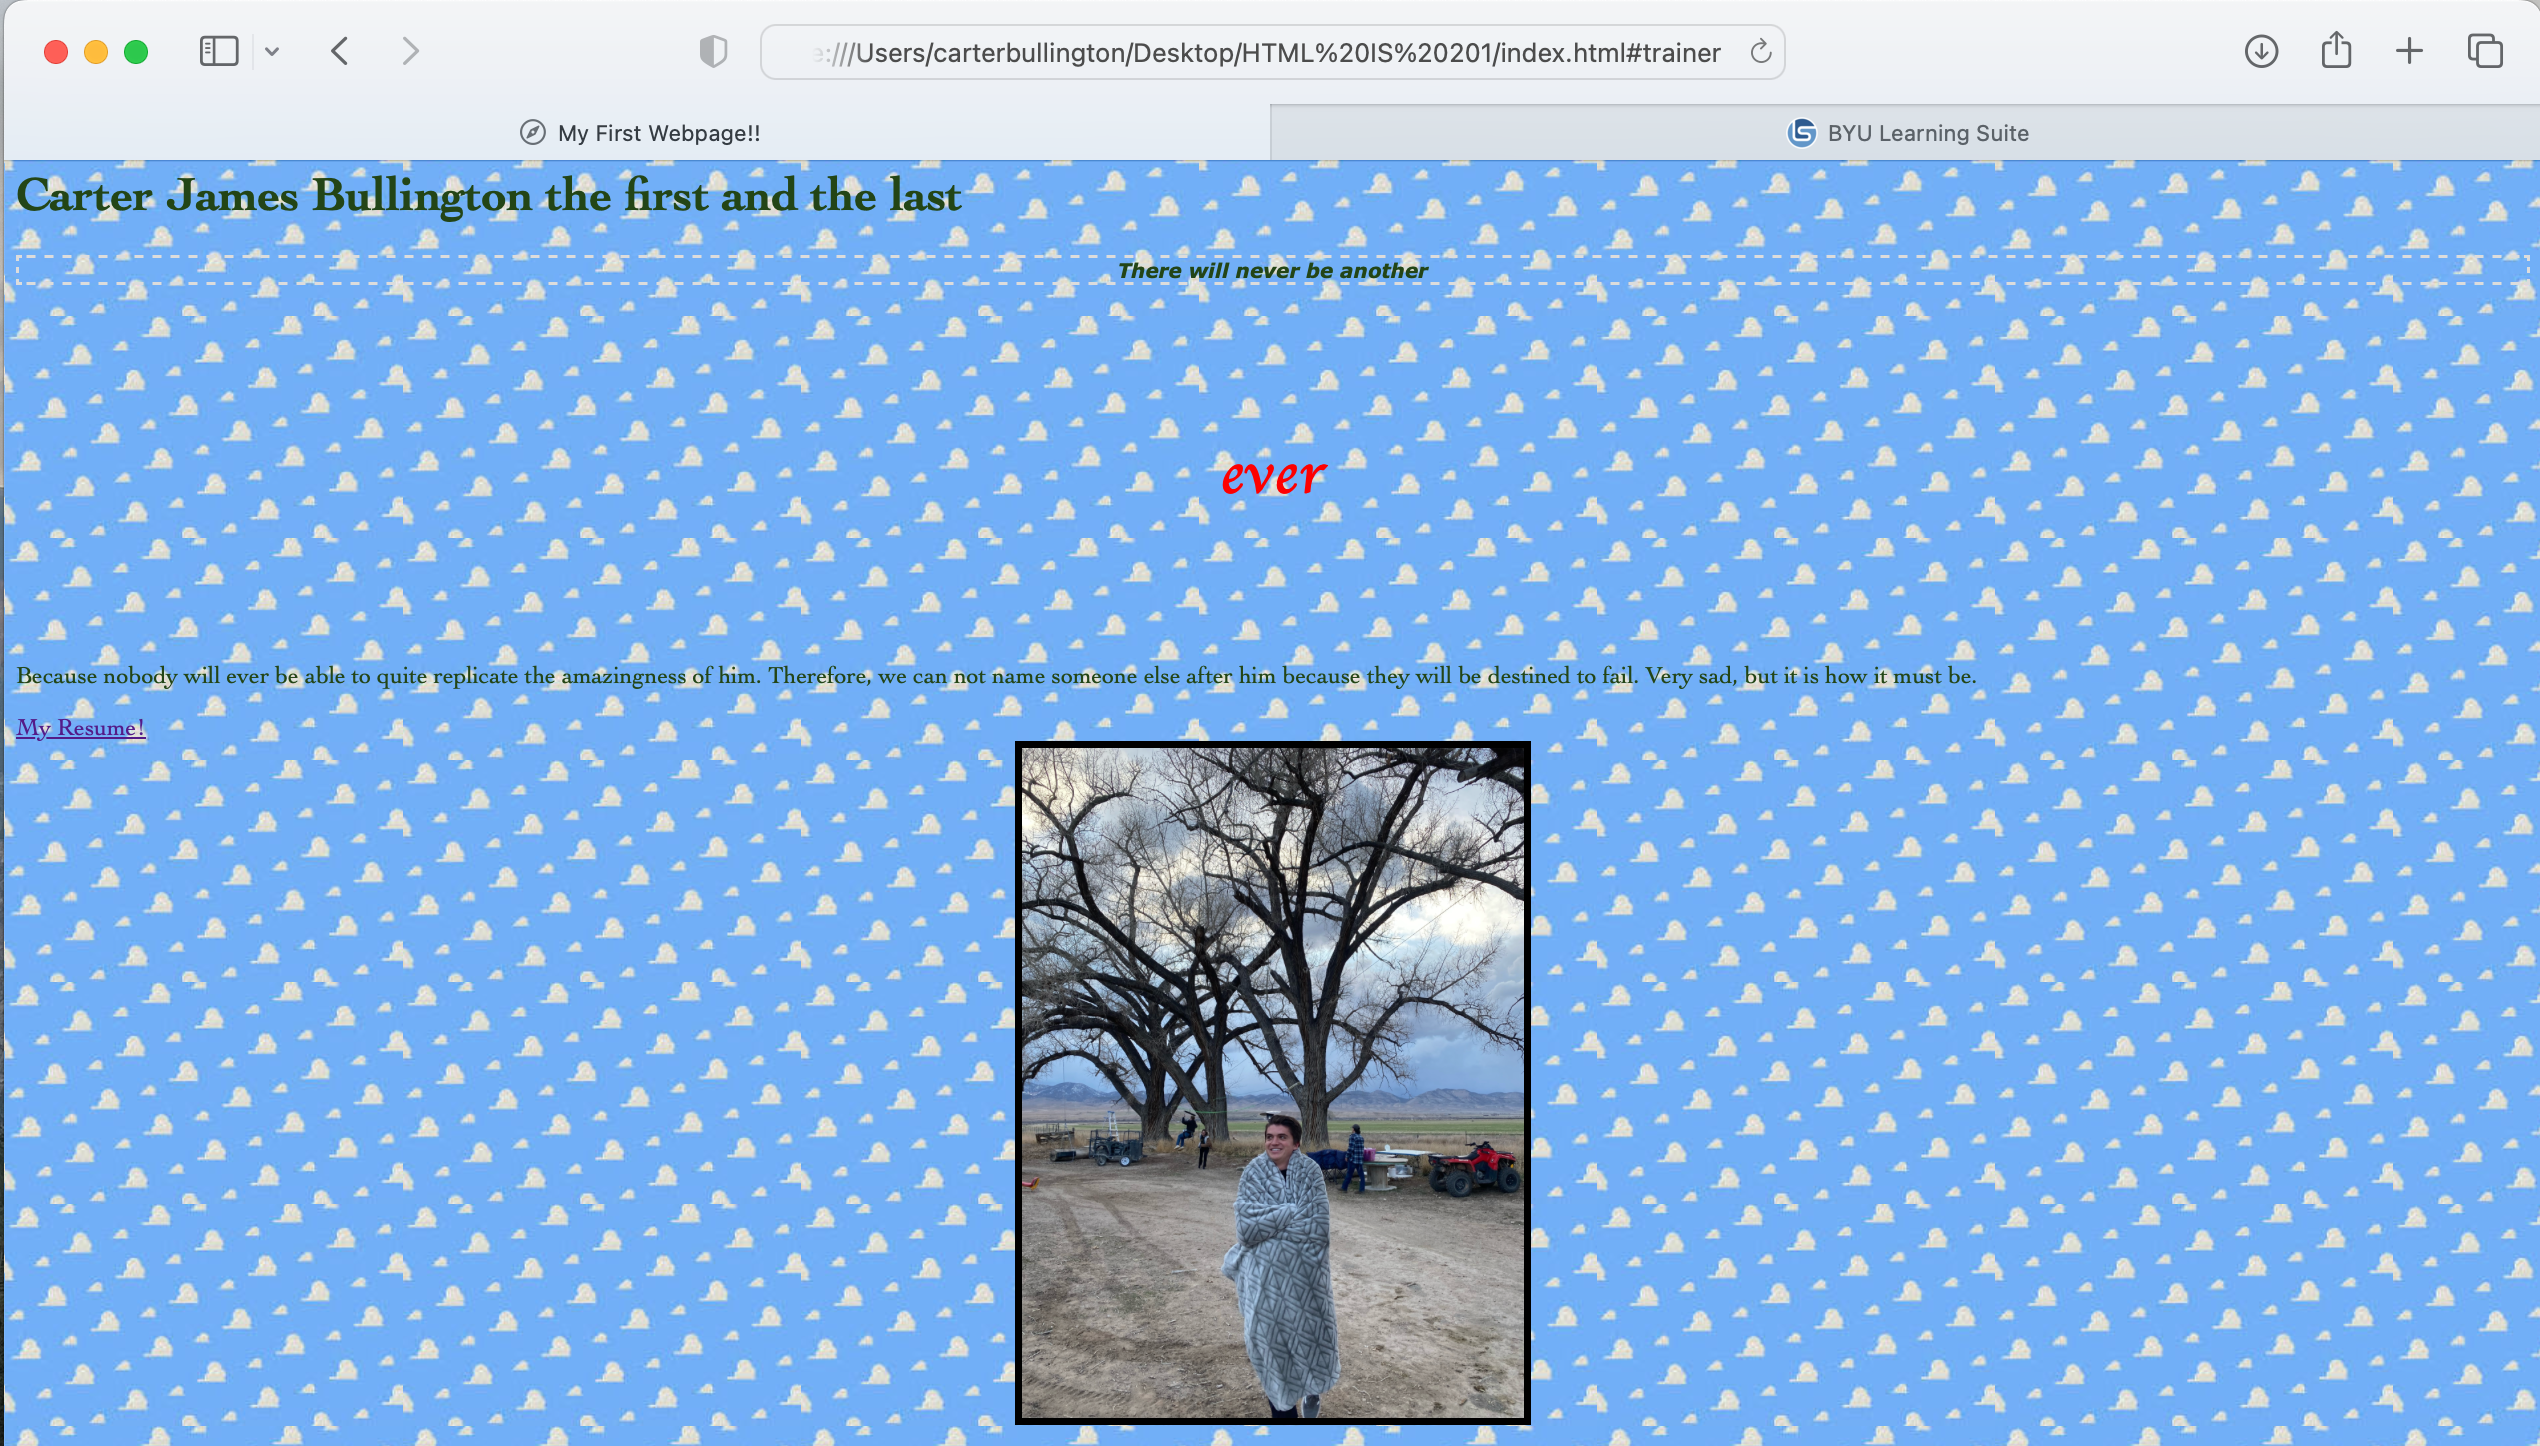 e:///Users/carterbullington/Desktop/HTML%20IS%20201/index.html#trainer
My First Webpage!!
BYU Learning Suite
Carter James Bullington the first and the last
There will never be another
ever
Because nobody will ever be able to quite replicate the amazingness of him. Therefore, we can not name someone else after him because they will be destined to fail. Very sad, but it is how it must be.
My Resume!